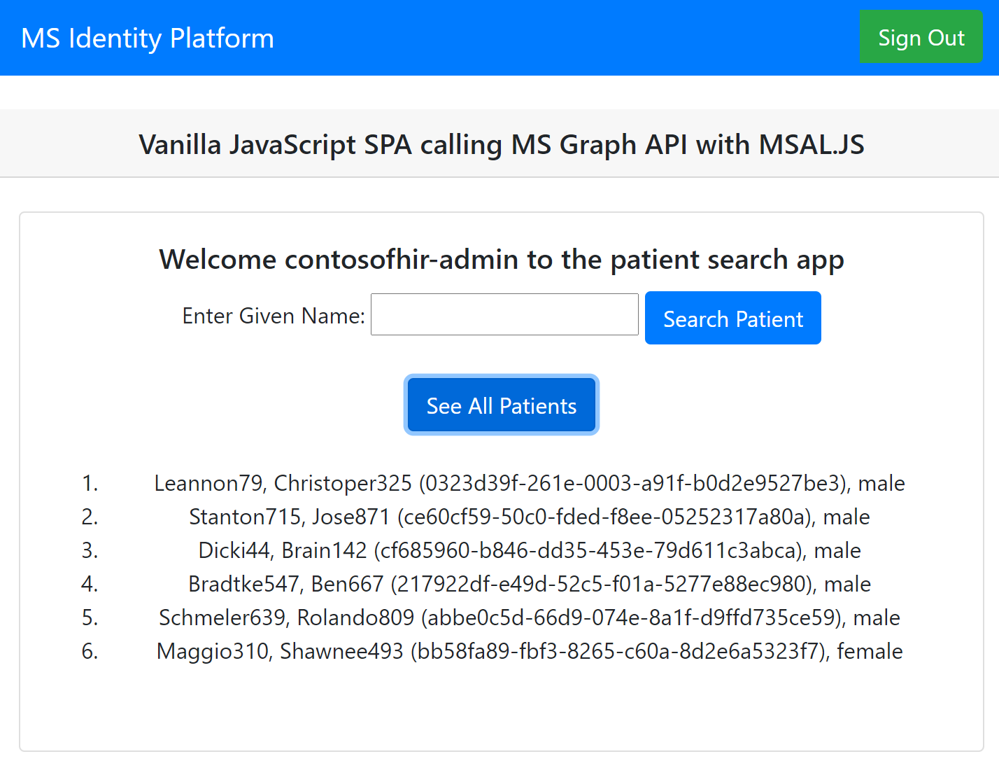 MS Identity Platform
Sign Out
Vanilla JavaScript SPA calling MS Graph API with MSAL.JS
Welcome contosofhir-admin to the patient search app
Enter Given Name:
Search Patient
See All Patients
1. Leannon79, Christoper325 (0323d39f-261e-0003-a91f-b0d2e9527be3), male
2. Stanton715, Jose871 (ce60cf59-50c0-fded-f8ee-05252317a80a), male
3. Dicki44, Brain142 (cf685960-b846-dd35-453e-79d611c3abca), male
4. Bradtke547, Ben667 (217922df-e49d-52c5-f01a-5277e88ec980), male
5. Schmeler639, Rolando809 (abbe0c5d-66d9-074e-8a1f-d9ffd735ce59), male
6. Maggio310, Shawnee493 (bb58fa89-fbf3-8265-c60a-8d2e6a5323f7), female